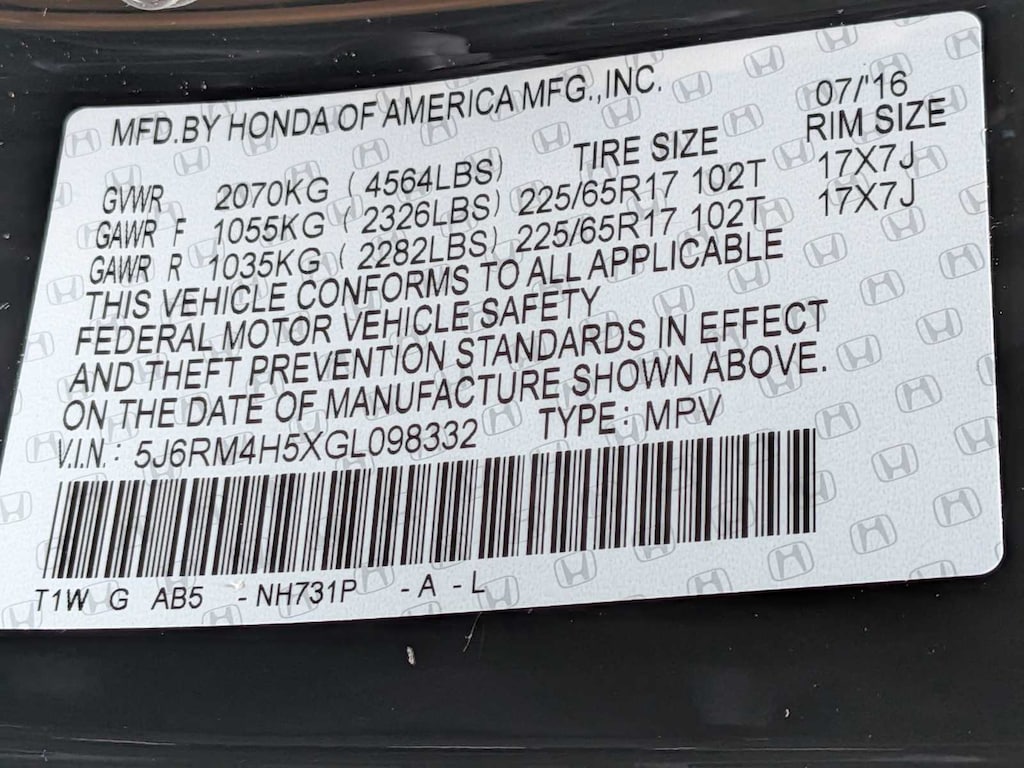 MFD.BY HONDA OF AMERICA MFG.,INC. 07/'16
TIRE SIZE RIM SIZE
GVWR 2070KG (4564LBS)
GAWR F 1055KG (2326LBS) 225/65R17 102T 17X7J
GAWR R 1035KG (2282LBS) 225/65R17 102T 17X7J
THIS VEHICLE CONFORMS TO ALL APPLICABLE
FEDERAL MOTOR VEHICLE SAFETY
AND THEFT PREVENTION STANDARDS IN EFFECT
ON THE DATE OF MANUFACTURE SHOWN ABOVE.
V.I.N.: 5J6RM4H5XGL098332 TYPE: MPV
T1W G AB5 -NH731P -A -L